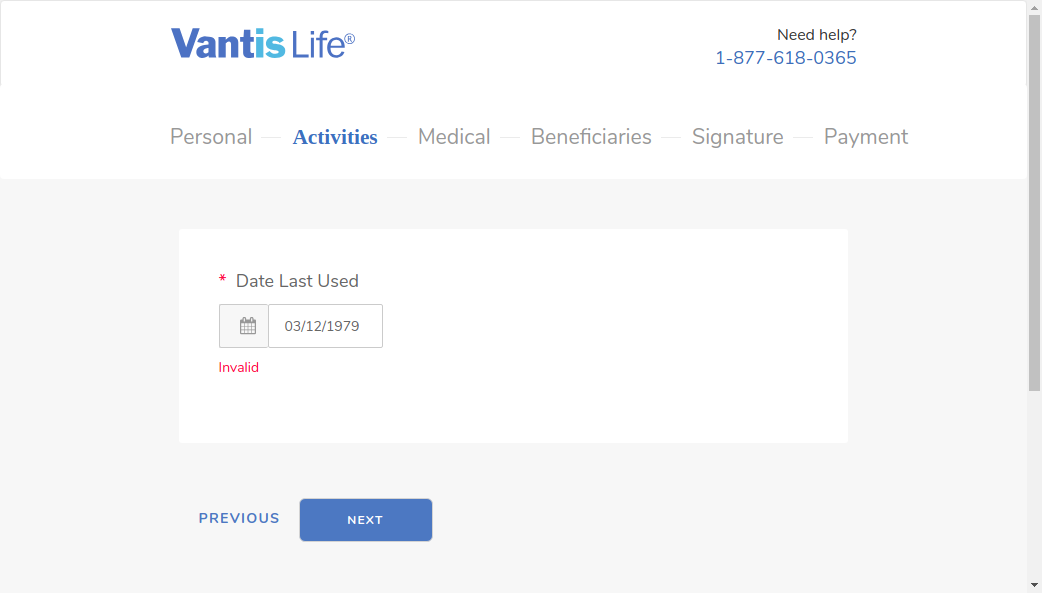 Vantis Life®
Need help?
1-877-618-0365
Personal
Activities
Medical
Beneficiaries
Signature
Payment
* Date Last Used
03/12/1979
Invalid
PREVIOUS
NEXT